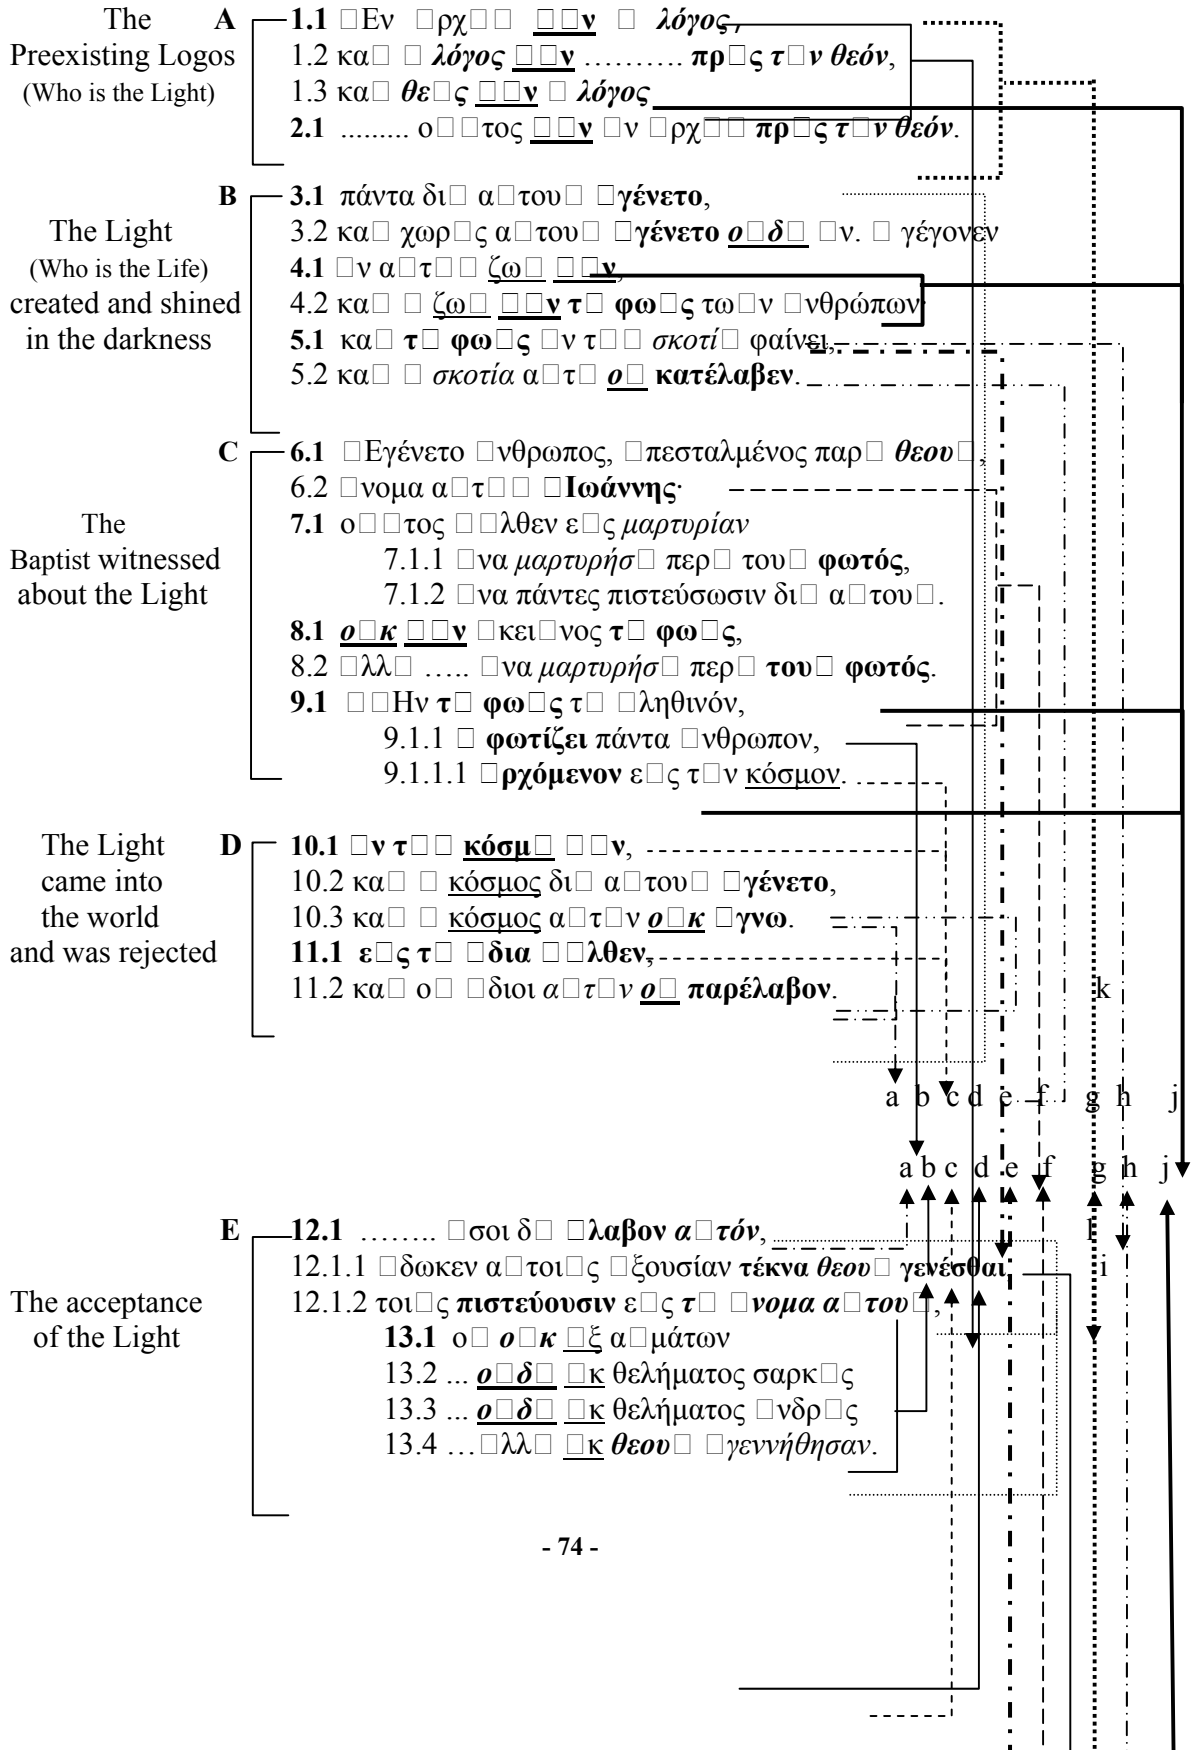 The A 1.1 □Εν □ρχ□□ □□ν □ λόγος,
Preexisting Logos 1.2 κα□ □ λόγος □□ν .......... πρ□ς τ□ν θεόν,
(Who is the Light) 1.3 κα□ θε□ς □□ν □ λόγος
2.1 ......... ο□□τος □□ν □ν □ρχ□□ πρ□ς τ□ν θεόν.
B 3.1 πάντα δι□ α□του□ □γένετο,
The Light 3.2 κα□ χωρ□ς α□του□ □γένετο ο□δ□ □ν. □ γέγονεν
(Who is the Life) 4.1 □ν α□τ□□ ζω□ □□ν,
created and shined 4.2 κα□ □ ζω□ □□ν τ□ φω□ς τω□ν □νθρώπων·
in the darkness 5.1 κα□ τ□ φω□ς □ν τ□□ σκοτί□ φαίνει,
5.2 κα□ □ σκοτία α□τ□ ο□ κατέλαβεν.
C 6.1 □Εγένετο □νθρωπος, □πεσταλμένος παρ□ θεου□,
6.2 □νομα α□τ□□ □Ιωάννης·
The 7.1 ο□□τος □□λθεν ε□ς μαρτυρίαν
Baptist witnessed 7.1.1 □να μαρτυρήσ□ περ□ του□ φωτός,
about the Light 7.1.2 □να πάντες πιστεύσωσιν δι□ α□του□.
8.1 ο□κ □□ν □κει□νος τ□ φω□ς,
8.2 □λλ□ ….. □να μαρτυρήσ□ περ□ του□ φωτός.
9.1 □□Ην τ□ φω□ς τ□ □ληθινόν,
9.1.1 □ φωτίζει πάντα □νθρωπον,
9.1.1.1 □ρχόμενον ε□ς τ□ν κόσμον.
The Light D 10.1 □ν τ□□ κόσμ□ □□ν,
came into 10.2 κα□ □ κόσμος δι□ α□του□ □γένετο,
the world 10.3 κα□ □ κόσμος α□τ□ν ο□κ □γνω.
and was rejected 11.1 ε□ς τ□ □δια □□λθεν,
11.2 κα□ ο□ □διοι α□τ□ν ο□ παρέλαβον. k
a b c d e f g h j
a b c d e f g h j
E 12.1 …….. □σοι δ□ □λαβον α□τόν, l
12.1.1 □δωκεν α□τοι□ς □ξουσίαν τέκνα θεου□ γενέσθαι i
The acceptance 12.1.2 τοι□ς πιστεύουσιν ε□ς τ□ □νομα α□του□,
of the Light 13.1 ο□ ο□κ □ξ α□μάτων
13.2 ... ο□δ□ □κ θελήματος σαρκ□ς
13.3 ... ο□δ□ □κ θελήματος □νδρ□ς
13.4 … □λλ□ □κ θεου□ □γεννήθησαν.
- 74 -